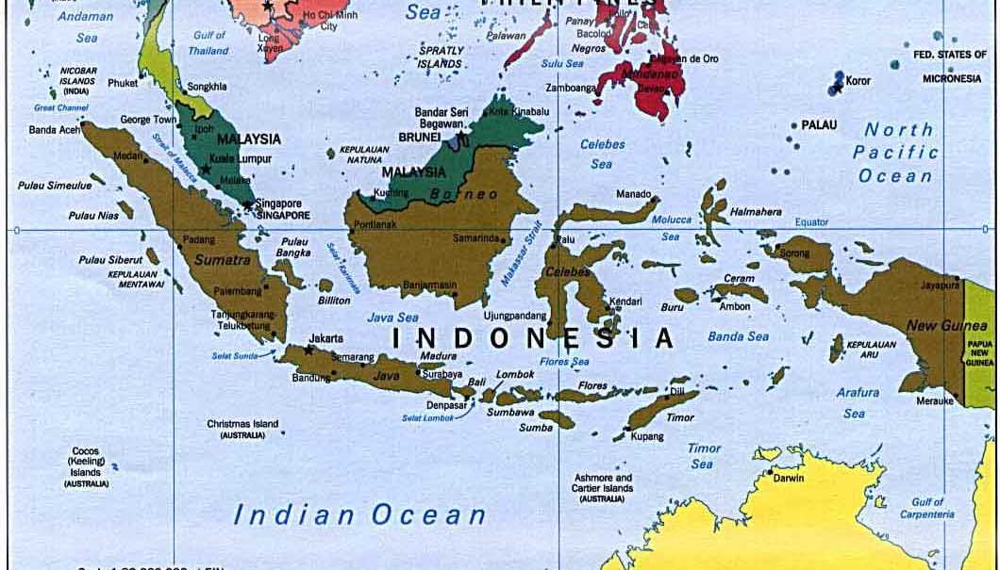 PHILIPPINES
Andaman
Sea
Gulf of
Thailand
Long
Xuyen
Ho Chi Minh
City
Sea
SPRATLY
ISLANDS
Palawan
Panay
Iloilo
Bacolod
Negros
Sulu Sea
Cagayan de Oro
Mindanao
Davao
Zamboanga
FED. STATES OF
MICRONESIA
Koror
PALAU
North
Pacific
Ocean
NICOBAR
ISLANDS
(INDIA)
Great Channel
Phuket
Songkhla
Banda Aceh
George Town
Ipoh
MALAYSIA
Kuala Lumpur
Melaka
Strait of Malacca
Medan
Singapore
SINGAPORE
KEPULAUAN
NATUNA
Bandar Seri
Begawan
BRUNEI
Kota Kinabalu
MALAYSIA
Kuching
Borneo
Celebes
Sea
Pulau Simeulue
Pulau Nias
Pulau Siberut
KEPULAUAN
MENTAWAI
0
Padang
Sumatra
Pulau
Bangka
Palembang
Billiton
Tanjungkarang-
Telukbetung
Selat Sunda
Selat Karimata
Pontianak
Samarinda
Banjarmasin
Makassar Strait
Manado
Molucca
Sea
Halmahera
Equator
0
Palu
Celebes
Kendari
Ujungpandang
Sorong
Ceram
Buru
Ambon
Jayapura
New Guinea
PAPUA
NEW
GUINEA
Java Sea
INDONESIA
Banda Sea
KEPULAUAN
ARU
Jakarta
Semarang
Madura
Bandung
Java
Surabaya
Bali
Lombok
Flores Sea
Flores
Dili
Denpasar
Selat Lombok
Sumbawa
Sumba
Timor
Kupang
Merauke
Arafura
Sea
Timor
Sea
Christmas Island
(AUSTRALIA)
Cocos
(Keeling)
Islands
(AUSTRALIA)
Ashmore and
Cartier Islands
(AUSTRALIA)
Darwin
Gulf of
Carpentaria
Indian Ocean